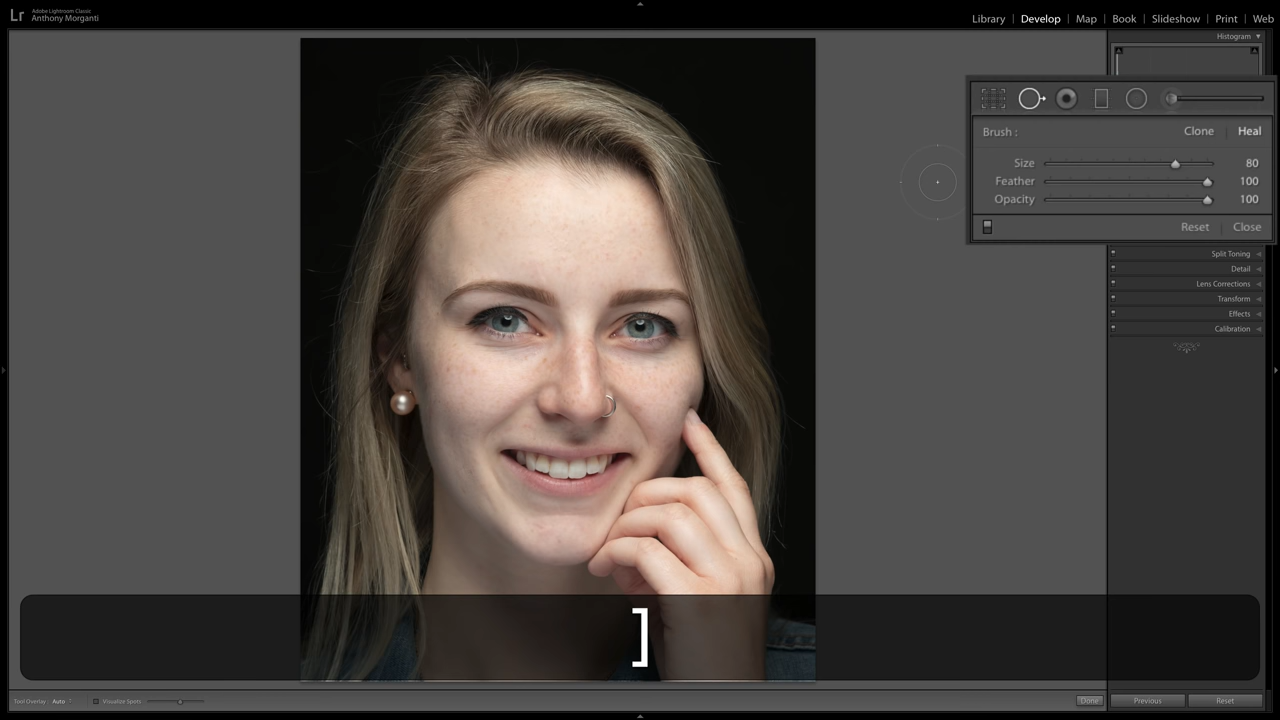 Lr
Adobe Lightroom Classic
Anthony Morganti
Library | Develop | Map | Book | Slideshow | Print | Web
Histogram
Brush : Clone | Heal
Size 80
Feather 100
Opacity 100
Reset | Close
Split Toning
Detail
Lens Corrections
Transform
Effects
Calibration
]
Tool Overlay : Auto
Visualize Spots
Done
Previous
Reset